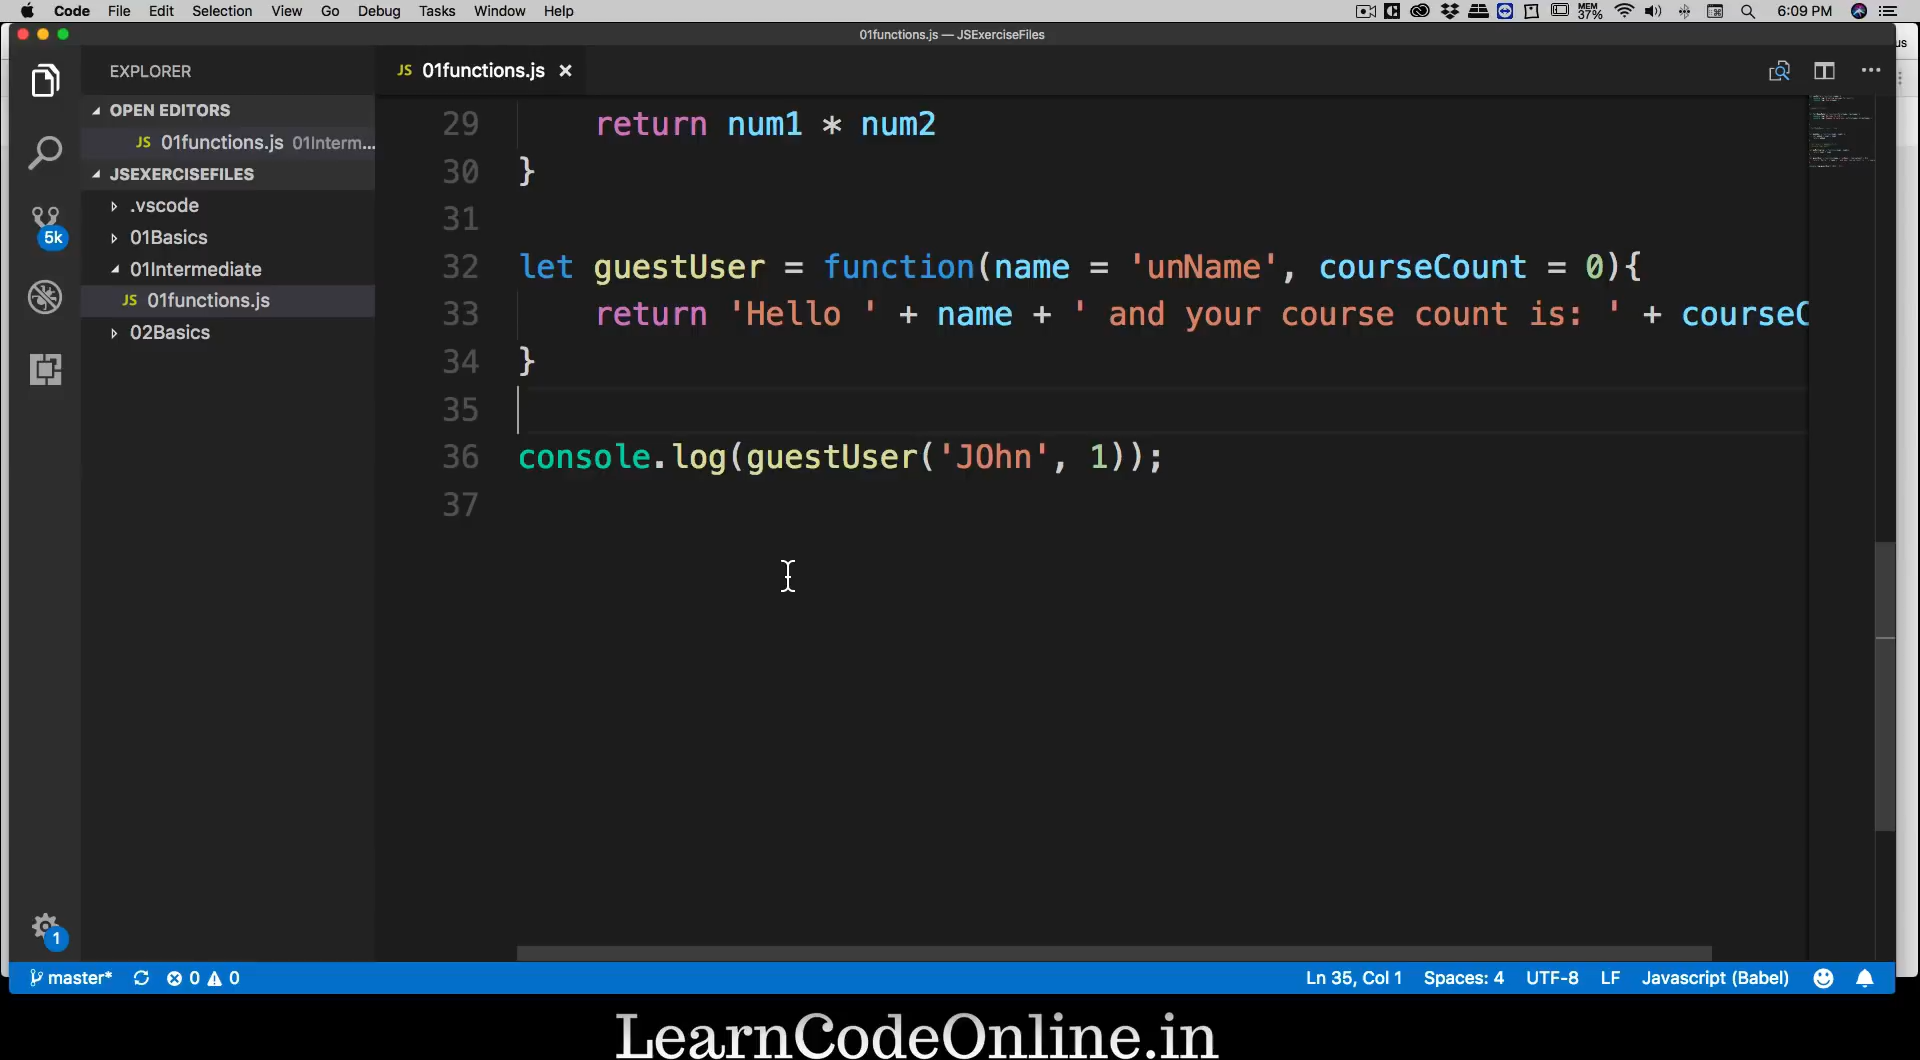 Code File Edit Selection View Go Debug Tasks Window Help MEM 37% 6:09 PM
01functions.js — JSExerciseFiles
EXPLORER
JS 01functions.js ×
OPEN EDITORS
JS 01functions.js 01Interm...
JSEXERCISEFILES
.vscode
01Basics
01Intermediate
JS 01functions.js
02Basics
5k
1
29 return num1 * num2
30 }
31
32 let guestUser = function(name = 'unName', courseCount = 0){
33 return 'Hello ' + name + ' and your course count is: ' + courseC
34 }
35
36 console.log(guestUser('JOhn', 1));
37
master* 0 0 Ln 35, Col 1 Spaces: 4 UTF-8 LF Javascript (Babel)
LearnCodeOnline.in